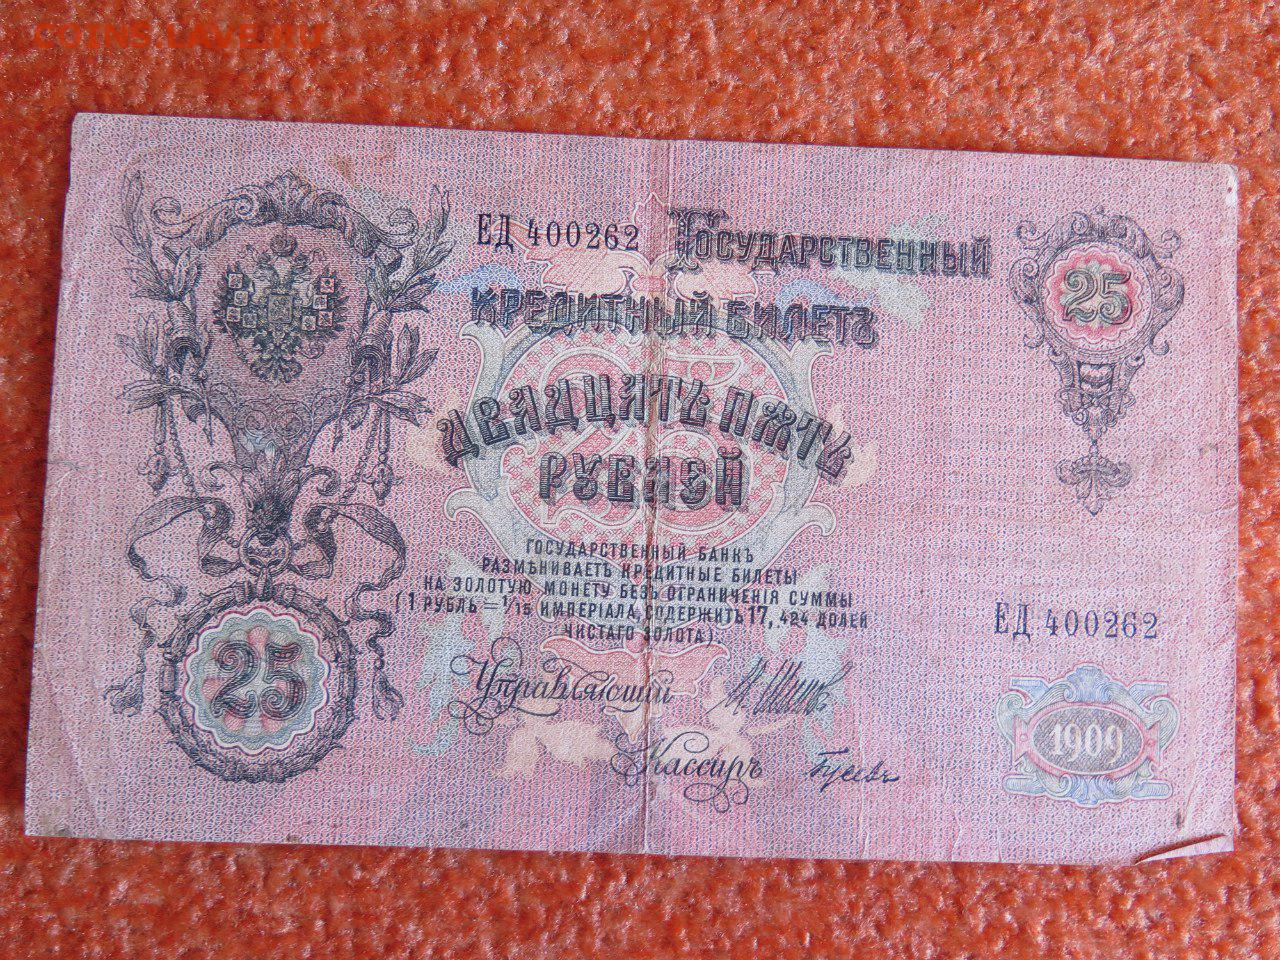 COINS.LAVE.RU
ЕД 400262
Государственный
Кредитный Билетъ
25
Двадцать Пять
Рублей
Государственный Банкъ
размѣниваетъ кредитные билеты
на золотую монету безъ ограниченія суммы
(1 рубль = 1/15 имперіала, содержитъ 17,424 долей
чистаго золота).
ЕД 400262
Управляющій И. Шипов
25
1909
Кассиръ Гусевъ